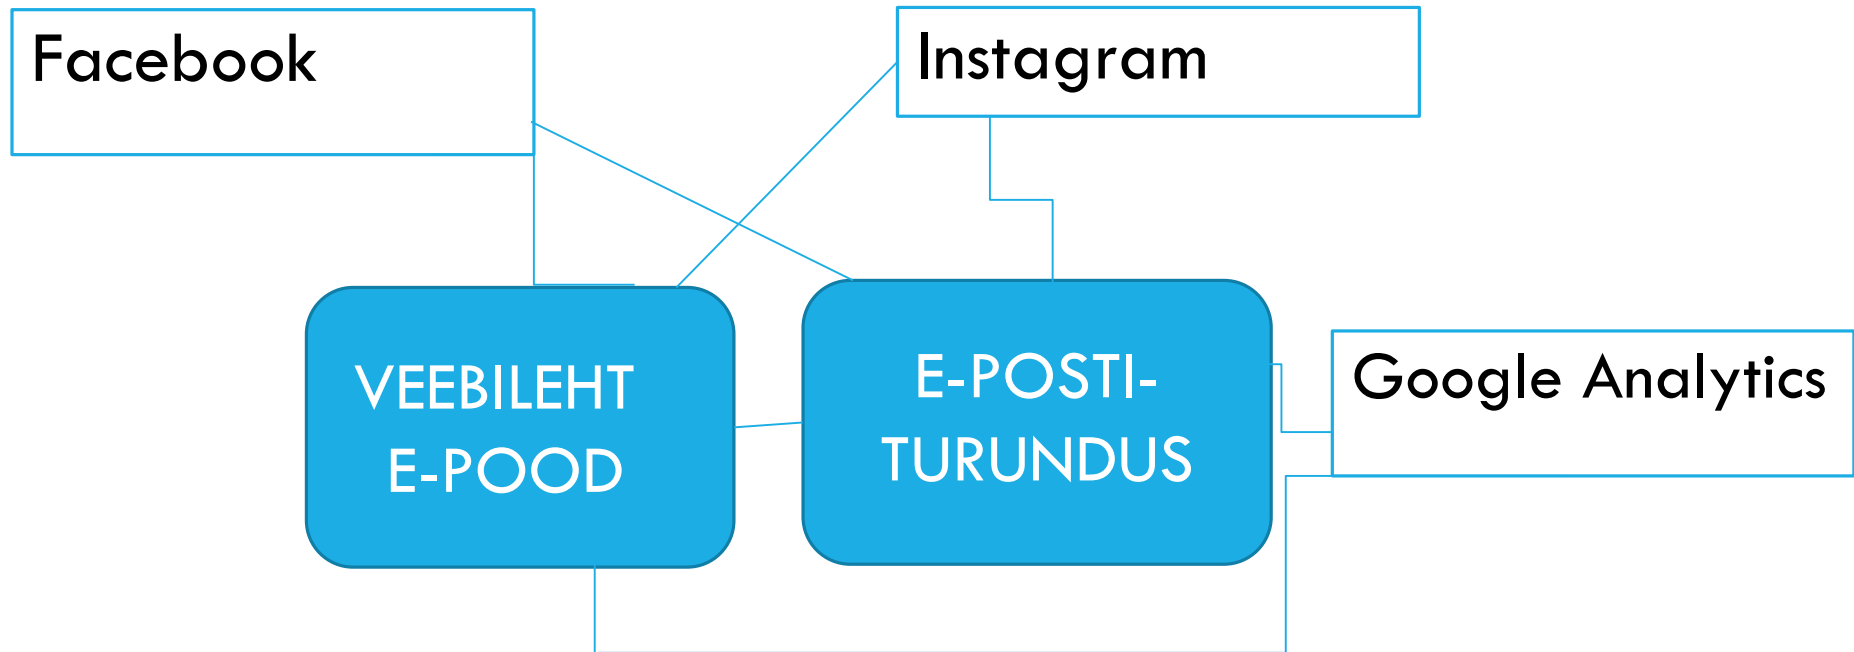 Facebook
Instagram
VEEBILEHT
E-POOD
E-POSTI-
TURUNDUS
Google Analytics